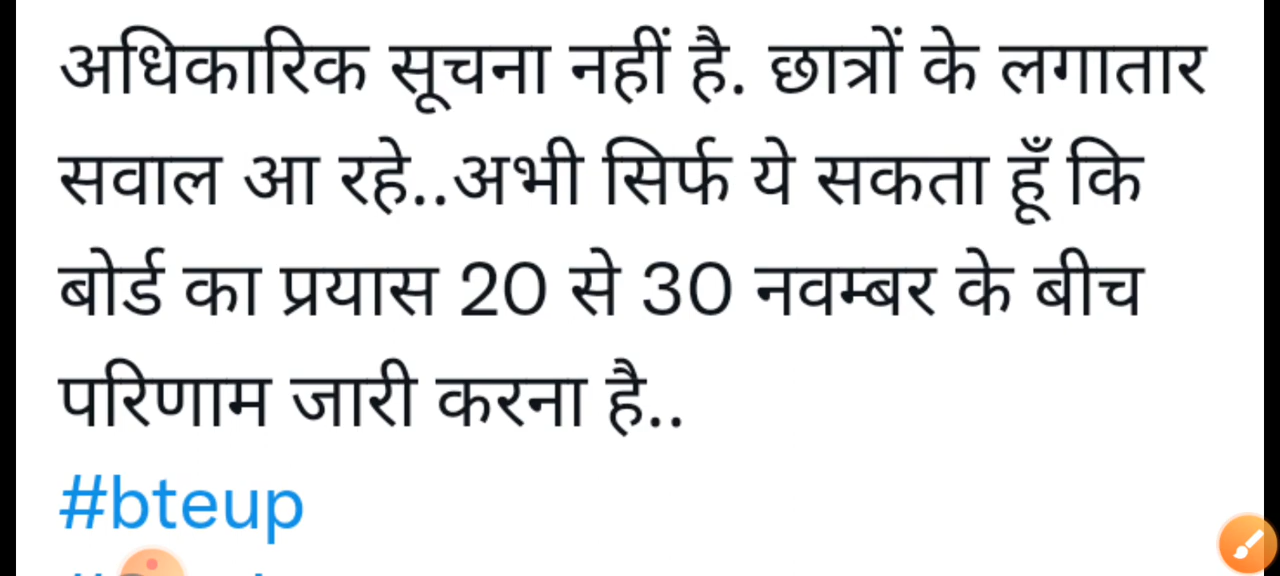 अधिकारिक सूचना नहीं है. छात्रों के लगातार
सवाल आ रहे..अभी सिर्फ ये सकता हूँ कि
बोर्ड का प्रयास 20 से 30 नवम्बर के बीच
परिणाम जारी करना है..
#bteup